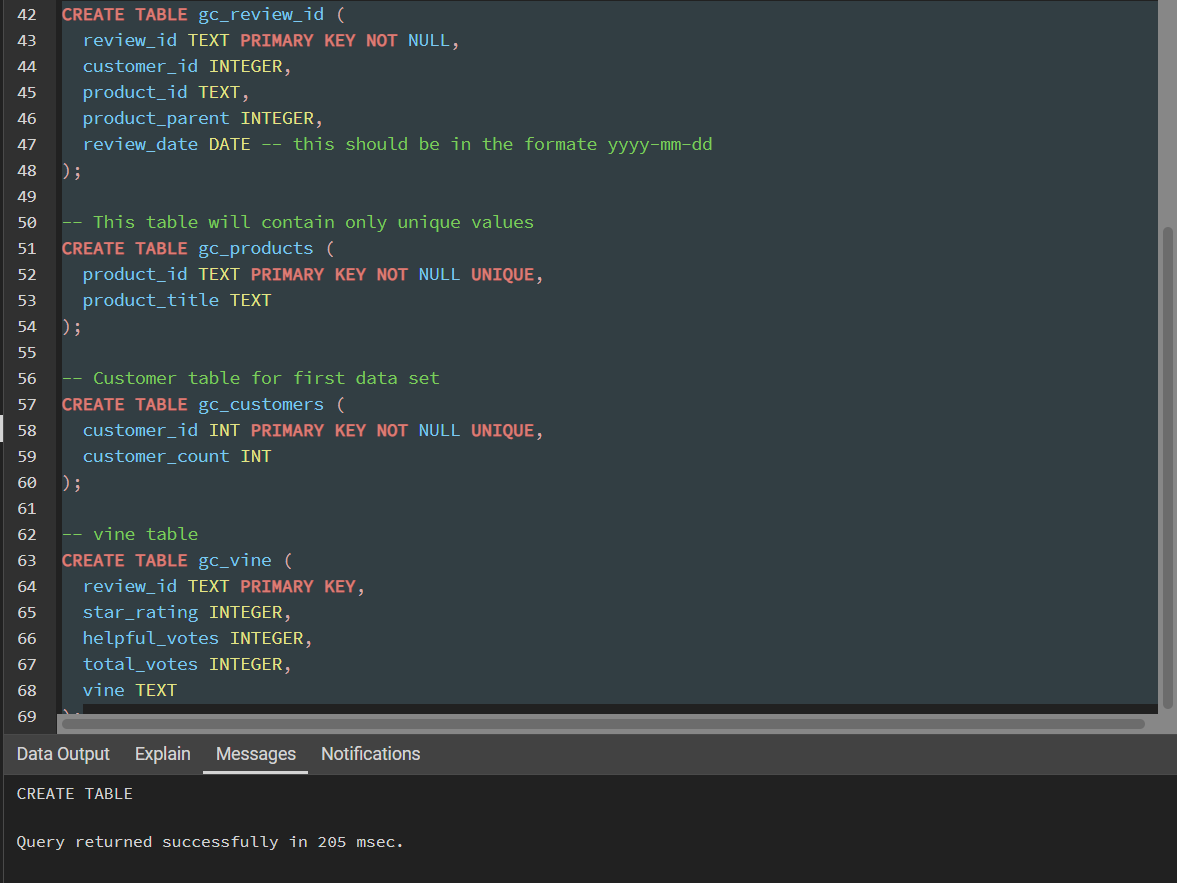 42 CREATE TABLE gc_review_id (
43   review_id TEXT PRIMARY KEY NOT NULL,
44   customer_id INTEGER,
45   product_id TEXT,
46   product_parent INTEGER,
47   review_date DATE -- this should be in the formate yyyy-mm-dd
48 );
49
50 -- This table will contain only unique values
51 CREATE TABLE gc_products (
52   product_id TEXT PRIMARY KEY NOT NULL UNIQUE,
53   product_title TEXT
54 );
55
56 -- Customer table for first data set
57 CREATE TABLE gc_customers (
58   customer_id INT PRIMARY KEY NOT NULL UNIQUE,
59   customer_count INT
60 );
61
62 -- vine table
63 CREATE TABLE gc_vine (
64   review_id TEXT PRIMARY KEY,
65   star_rating INTEGER,
66   helpful_votes INTEGER,
67   total_votes INTEGER,
68   vine TEXT
69
Data Output Explain Messages Notifications
CREATE TABLE
Query returned successfully in 205 msec.